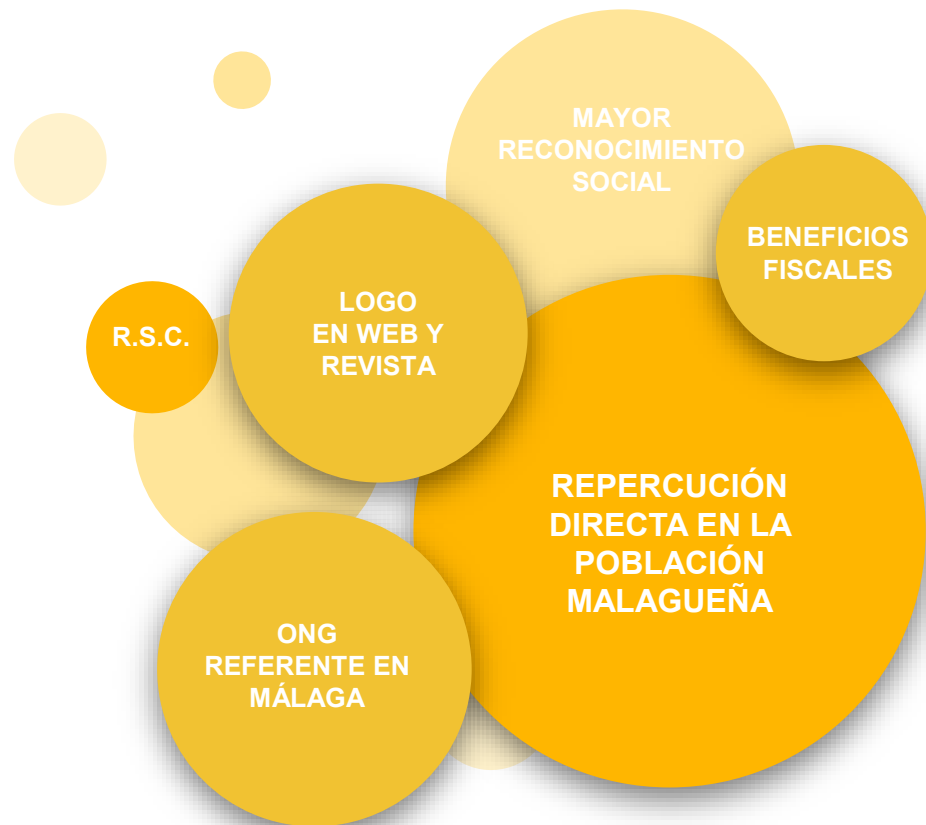 MAYOR
RECONOCIMIENTO
SOCIAL
BENEFICIOS
FISCALES
LOGO
EN WEB Y
REVISTA
R.S.C.
REPERCUCIÓN
DIRECTA EN LA
POBLACIÓN
MALAGUEÑA
ONG
REFERENTE EN
MÁLAGA